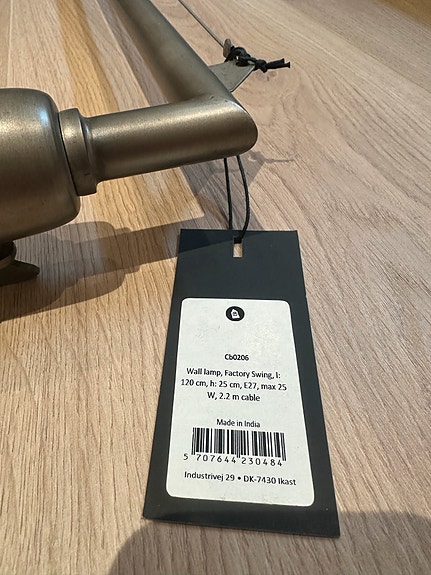 Cb0206
Wall lamp, Factory Swing, l:
120 cm, h: 25 cm, E27, max 25
W, 2.2 m cable
Made in India
5 707644 230484
Industrivej 29 • DK-7430 Ikast